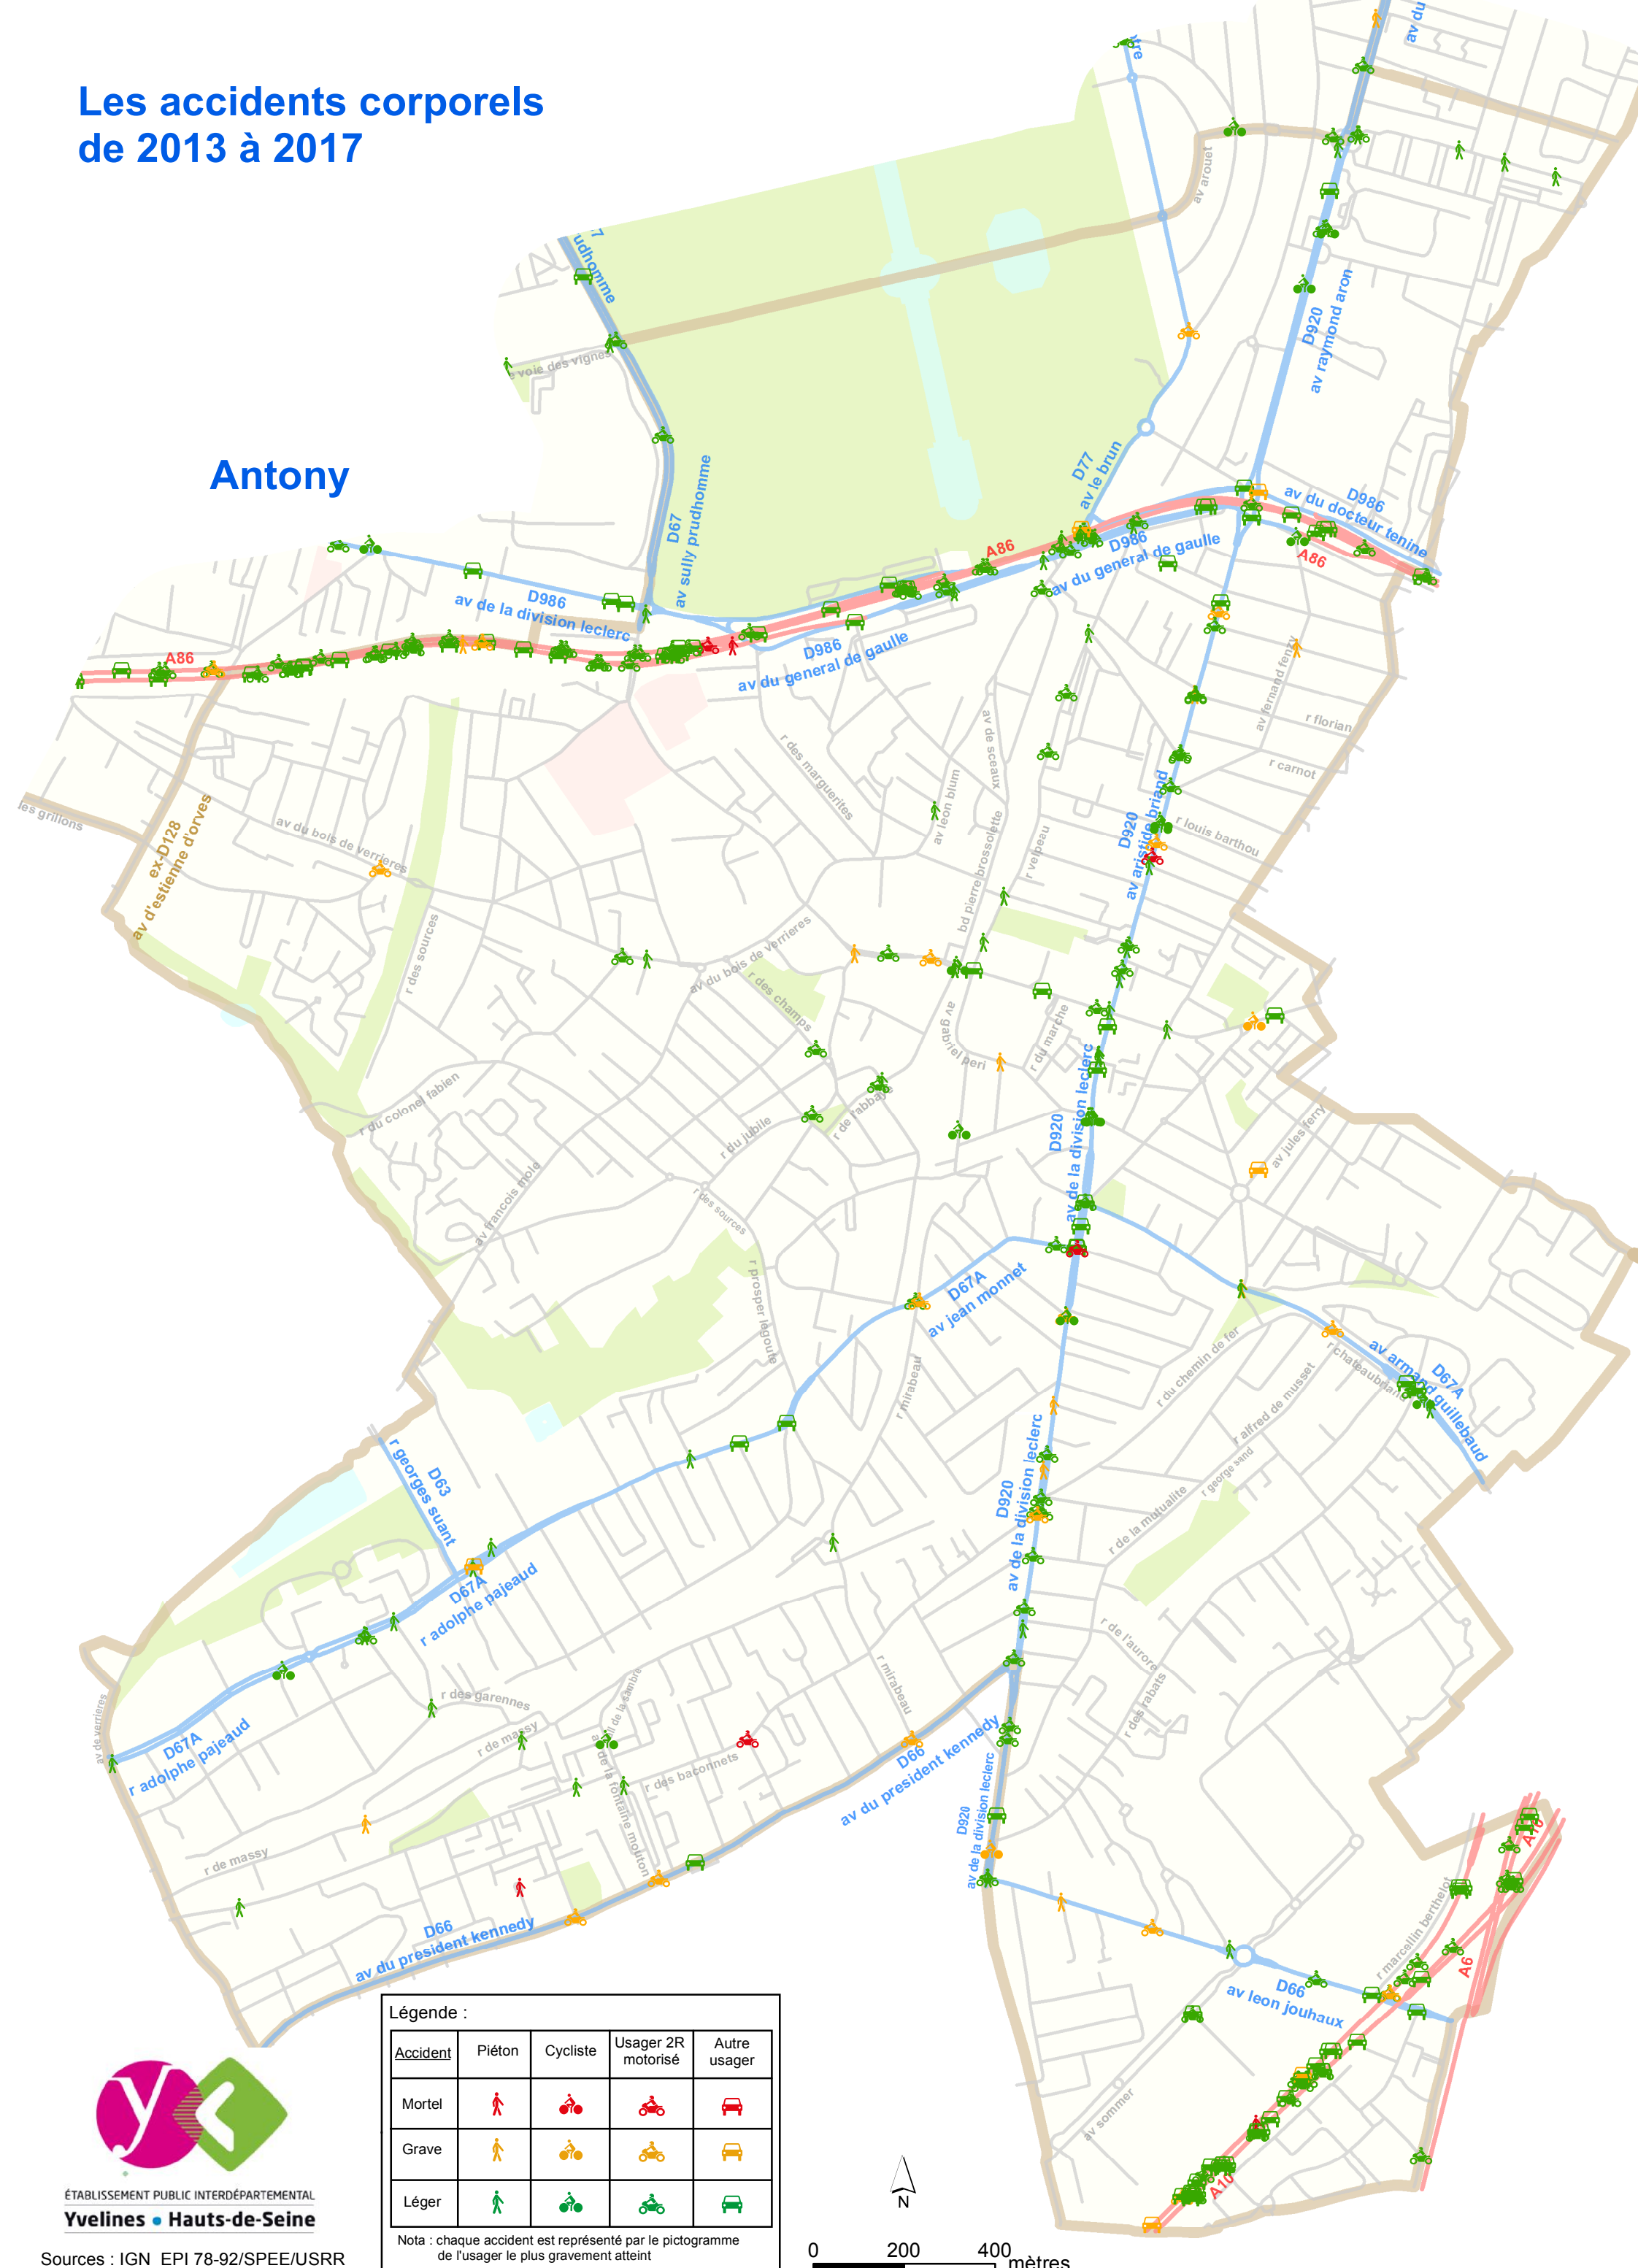 Les accidents corporels
de 2013 à 2017
Antony
av du
av arouet
D920
av raymond aron
voie des vignes
D67
av sully prudhomme
D77
av le brun
D986
av du docteur tenine
A86
A86
D986
av du general de gaulle
D986
av de la division leclerc
A86
D986
av du general de gaulle
av fernand ferry
r florian
r carnot
r louis barthou
D920
av aristide briand
av de sceaux
r des marguerites
av leon blum
bd pierre brossolette
r velpeau
les grillons
ex-D128
av d'estienne d'orves
av du bois de verrieres
r des sources
av du bois de verrieres
r des champs
av gabriel peri
r du marche
D920
av de la division leclerc
r du colonel fabien
r du jubile
r de l'abbaye
av francois mole
r des sources
r prosper legoute
av jules ferry
D67A
av jean monnet
r mirabeau
r du chemin de fer
r chateaubriand
D67A
av armand guillebaud
r alfred de musset
r george sand
r de la mutualite
D63
r georges suant
D920
av de la division leclerc
D67A
r adolphe pajeaud
r de l'aurore
r des rabats
r mirabeau
r des garennes
r de massy
av de verrieres
D67A
r adolphe pajeaud
r des baconnets
de la fontaine mouton
D66
av du president kennedy
D920
av de la division leclerc
r de massy
D66
av du president kennedy
r marcellin berthelot
A10
A6
D66
av leon jouhaux
av sommer
A10
Légende :
Accident Piéton Cycliste Usager 2R motorisé Autre usager
Mortel
Grave
Léger
Nota : chaque accident est représenté par le pictogramme
de l'usager le plus gravement atteint
N
0 200 400 mètres
ÉTABLISSEMENT PUBLIC INTERDÉPARTEMENTAL
Yvelines • Hauts-de-Seine
Sources : IGN EPI 78-92/SPEE/USRR